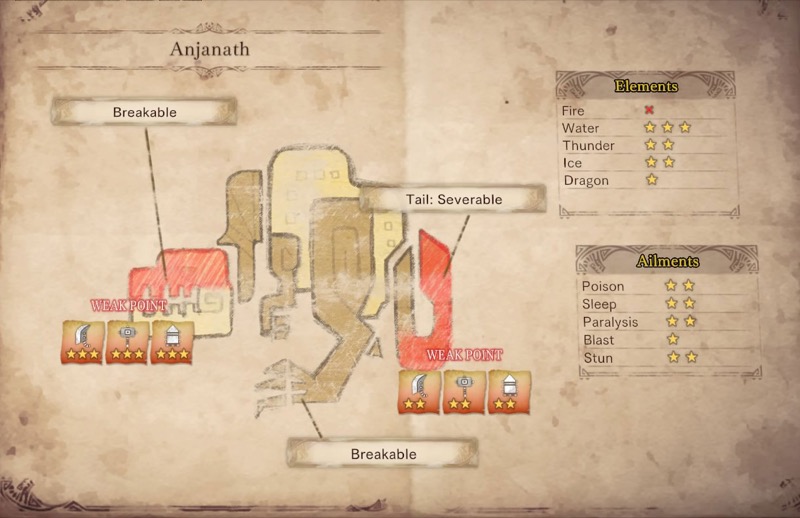 Anjanath
Breakable
Tail: Severable
WEAK POINT
WEAK POINT
Breakable
Elements
Fire
Water
Thunder
Ice
Dragon
Ailments
Poison
Sleep
Paralysis
Blast
Stun